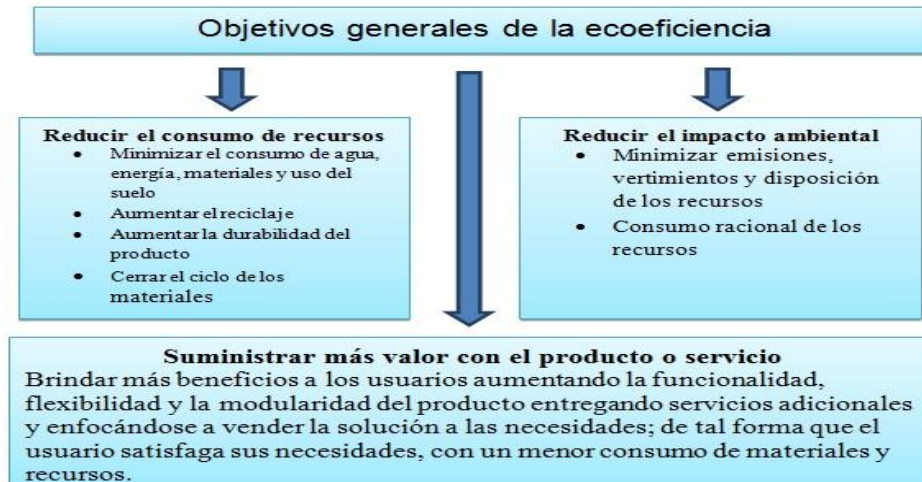 Objetivos generales de la ecoeficiencia
Reducir el consumo de recursos
• Minimizar el consumo de agua,
energía, materiales y uso del
suelo
• Aumentar el reciclaje
• Aumentar la durabilidad del
producto
• Cerrar el ciclo de los
materiales
Reducir el impacto ambiental
• Minimizar emisiones,
vertimientos y disposición
de los recursos
• Consumo racional de los
recursos
Suministrar más valor con el producto o servicio
Brindar más beneficios a los usuarios aumentando la funcionalidad,
flexibilidad y la modularidad del producto entregando servicios adicionales
y enfocándose a vender la solución a las necesidades; de tal forma que el
usuario satisfaga sus necesidades, con un menor consumo de materiales y
recursos.